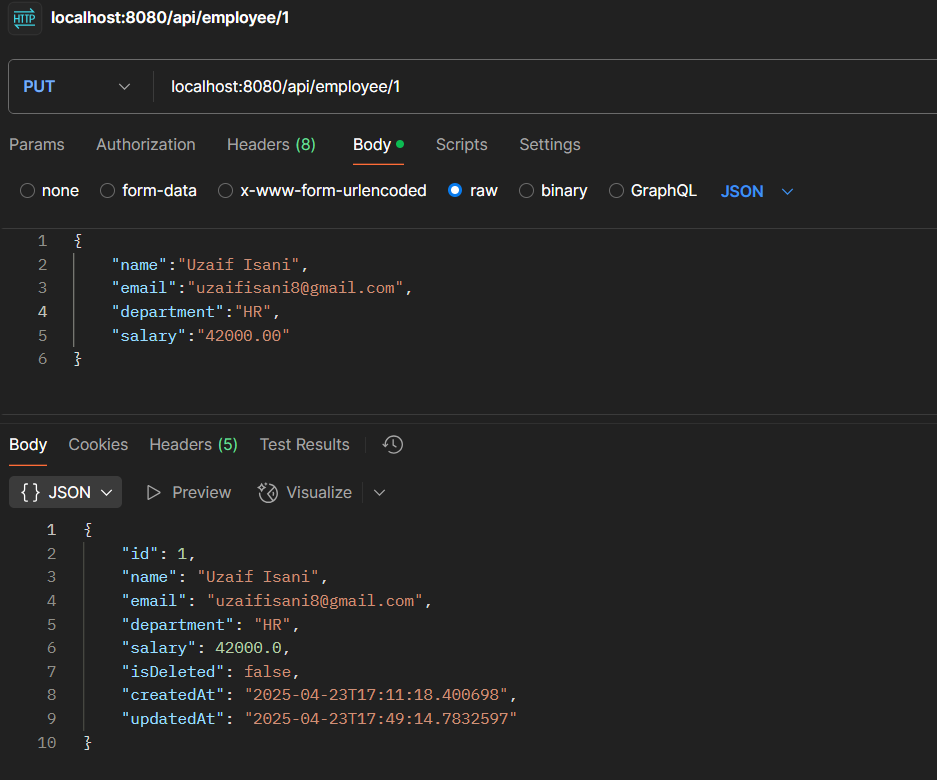 HTTP localhost:8080/api/employee/1
PUT localhost:8080/api/employee/1
Params Authorization Headers (8) Body Scripts Settings
none form-data x-www-form-urlencoded raw binary GraphQL JSON
1 {
2 "name":"Uzaif Isani",
3 "email":"uzaifisani8@gmail.com",
4 "department":"HR",
5 "salary":"42000.00"
6 }
Body Cookies Headers (5) Test Results
{} JSON Preview Visualize
1 {
2 "id": 1,
3 "name": "Uzaif Isani",
4 "email": "uzaifisani8@gmail.com",
5 "department": "HR",
6 "salary": 42000.0,
7 "isDeleted": false,
8 "createdAt": "2025-04-23T17:11:18.400698",
9 "updatedAt": "2025-04-23T17:49:14.7832597"
10 }